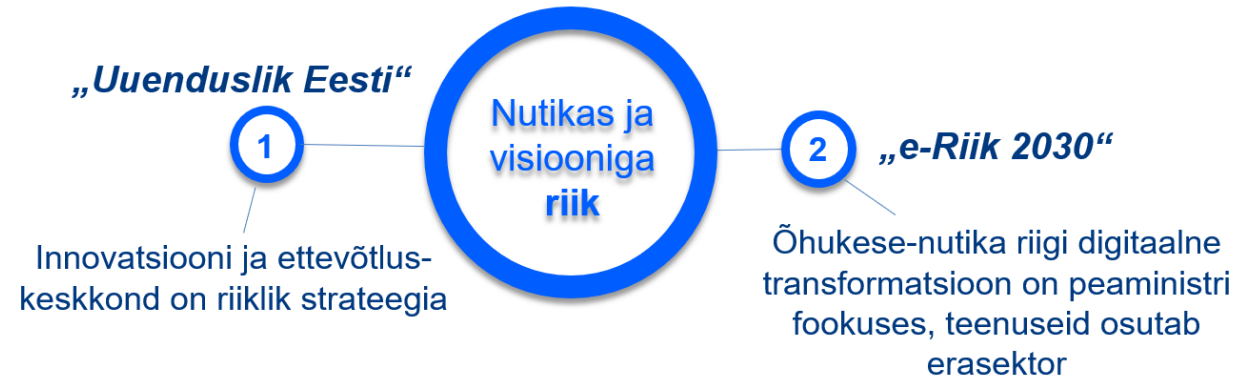 „Uuenduslik Eesti“
1
Innovatsiooni ja ettevõtlus-
keskkond on riiklik strateegia
Nutikas ja
visiooniga
riik
2
„e-Riik 2030“
Õhukese-nutika riigi digitaalne
transformatsioon on peaministri
fookuses, teenuseid osutab
erasektor